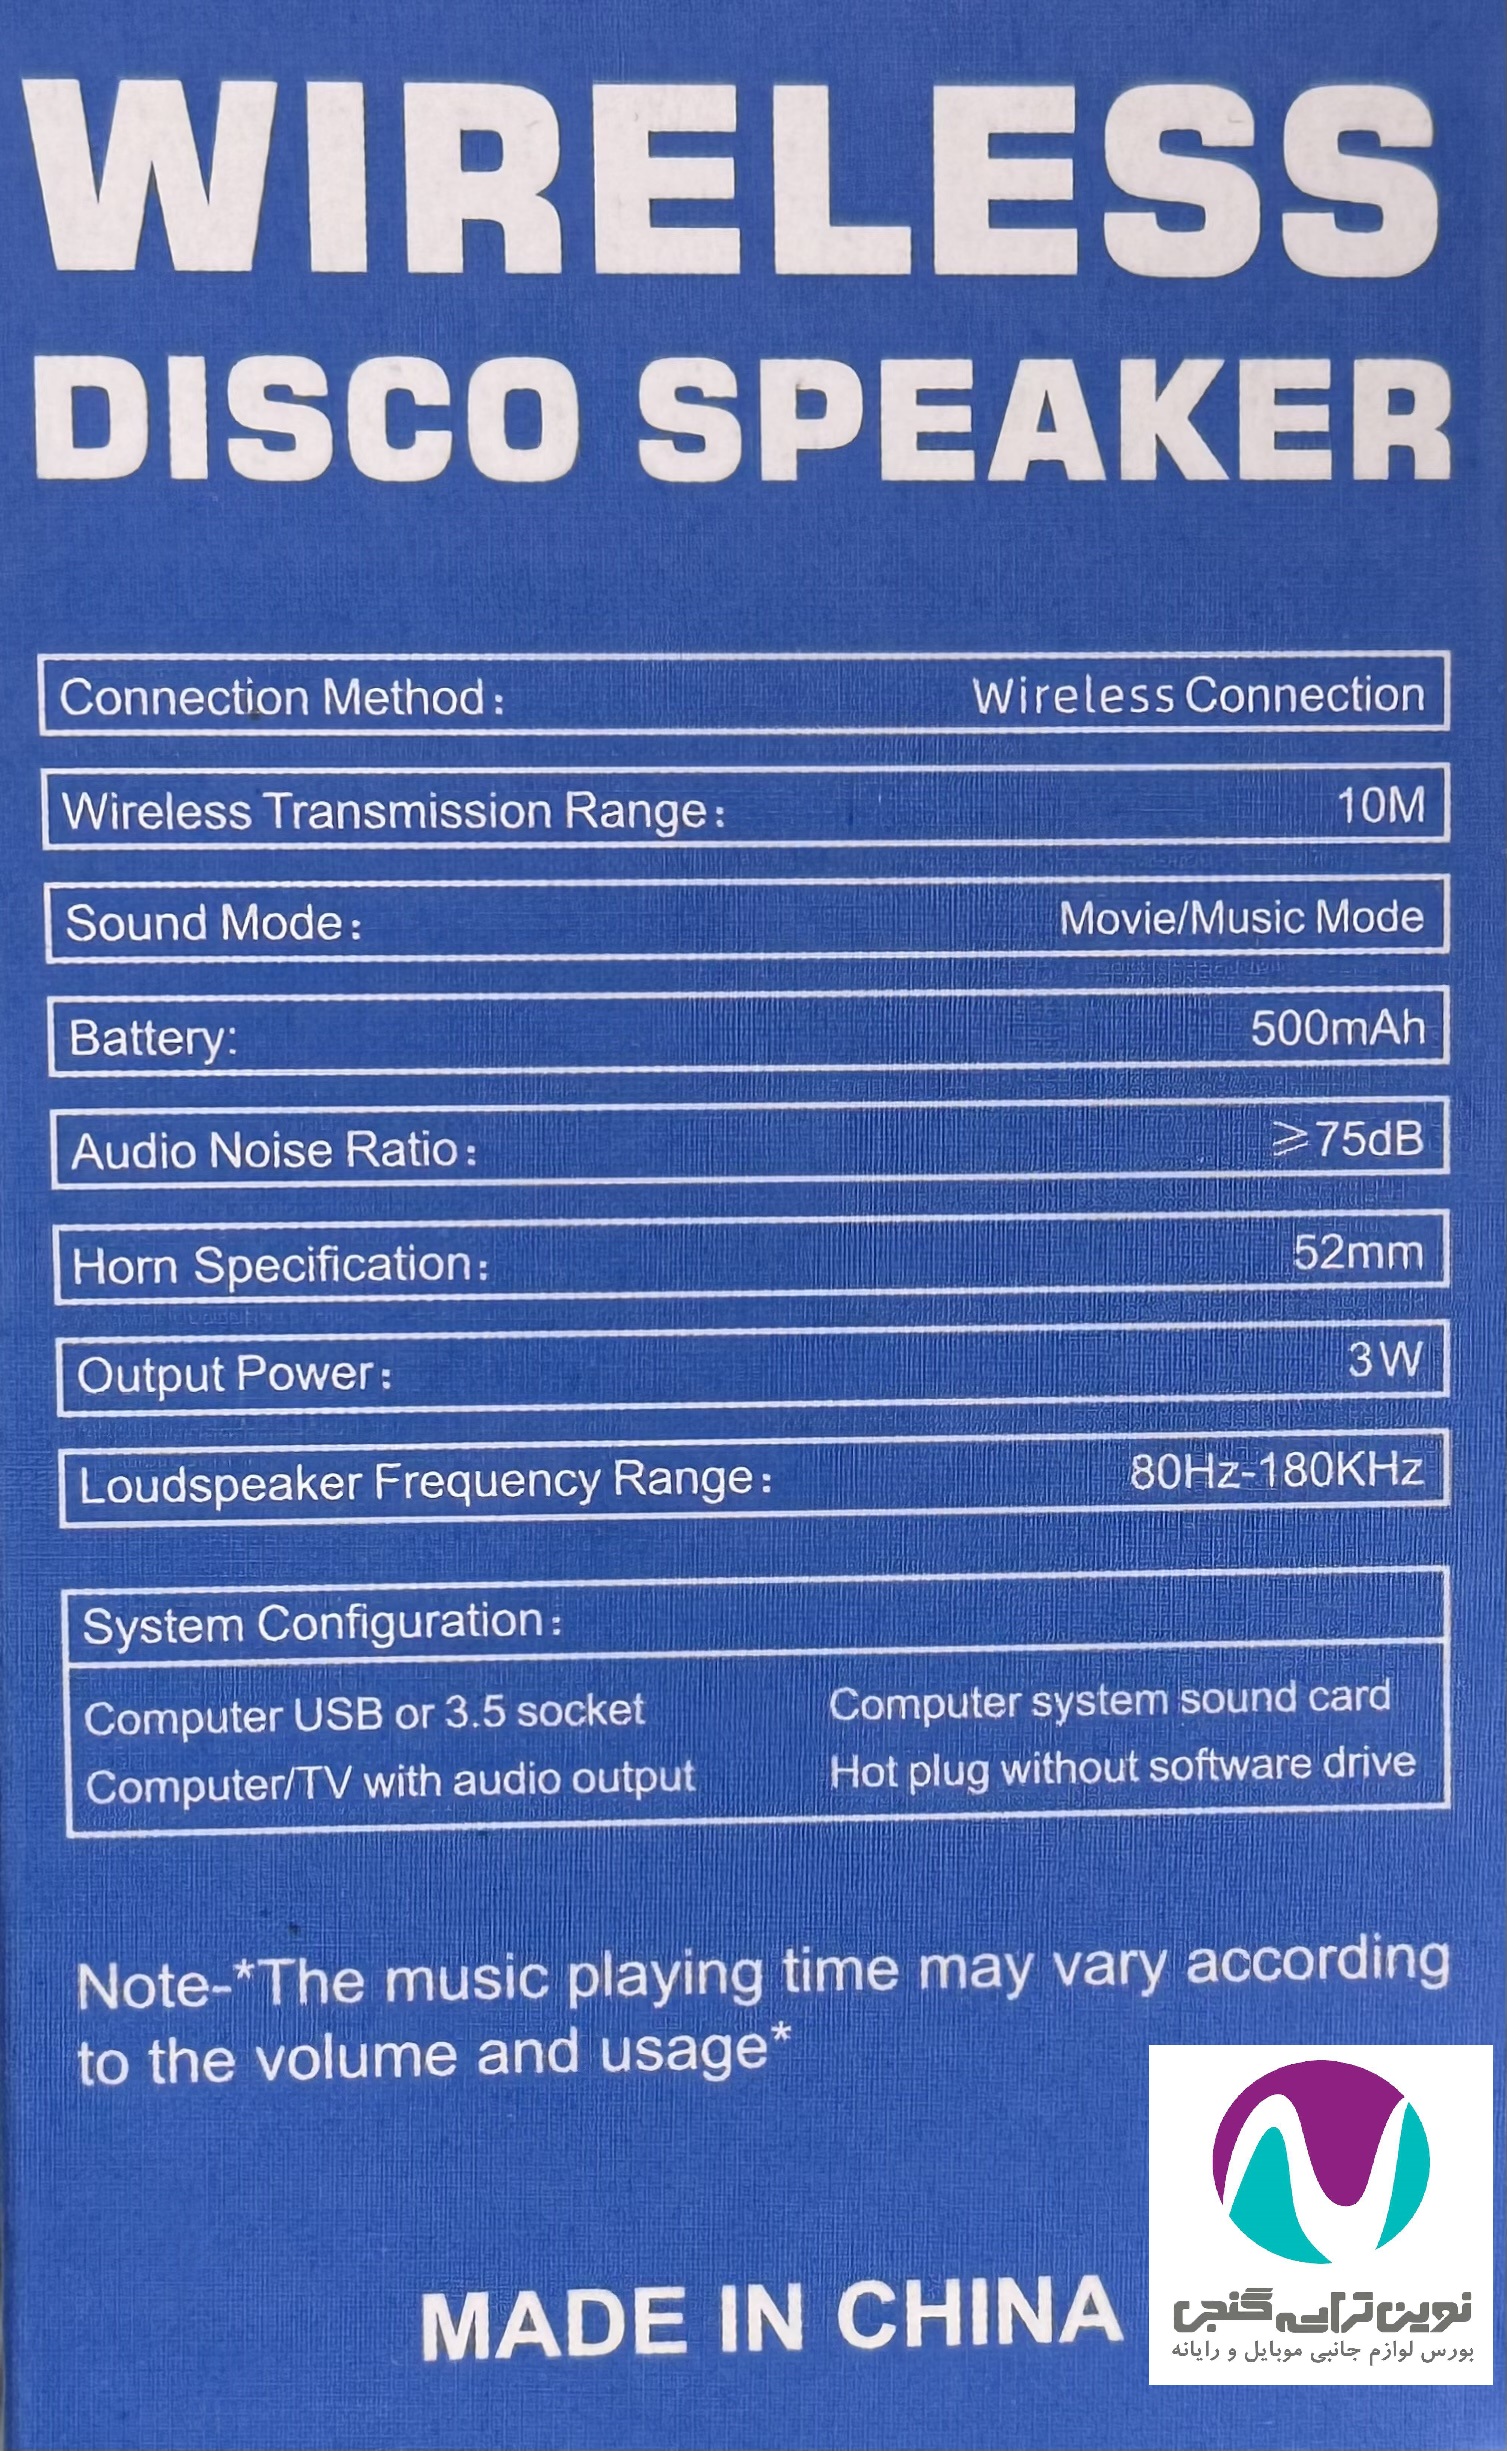 WIRELESS
DISCO SPEAKER
Connection Method: Wireless Connection
Wireless Transmission Range: 10M
Sound Mode: Movie/Music Mode
Battery: 500mAh
Audio Noise Ratio: ⩾75dB
Horn Specification: 52mm
Output Power: 3W
Loudspeaker Frequency Range: 80Hz-180KHz
System Configuration:
Computer USB or 3.5 socket Computer system sound card
Computer/TV with audio output Hot plug without software drive
Note-*The music playing time may vary according
to the volume and usage*
MADE IN CHINA
نوین ترابی گنجی
بورس لوازم جانبی موبایل و رایانه